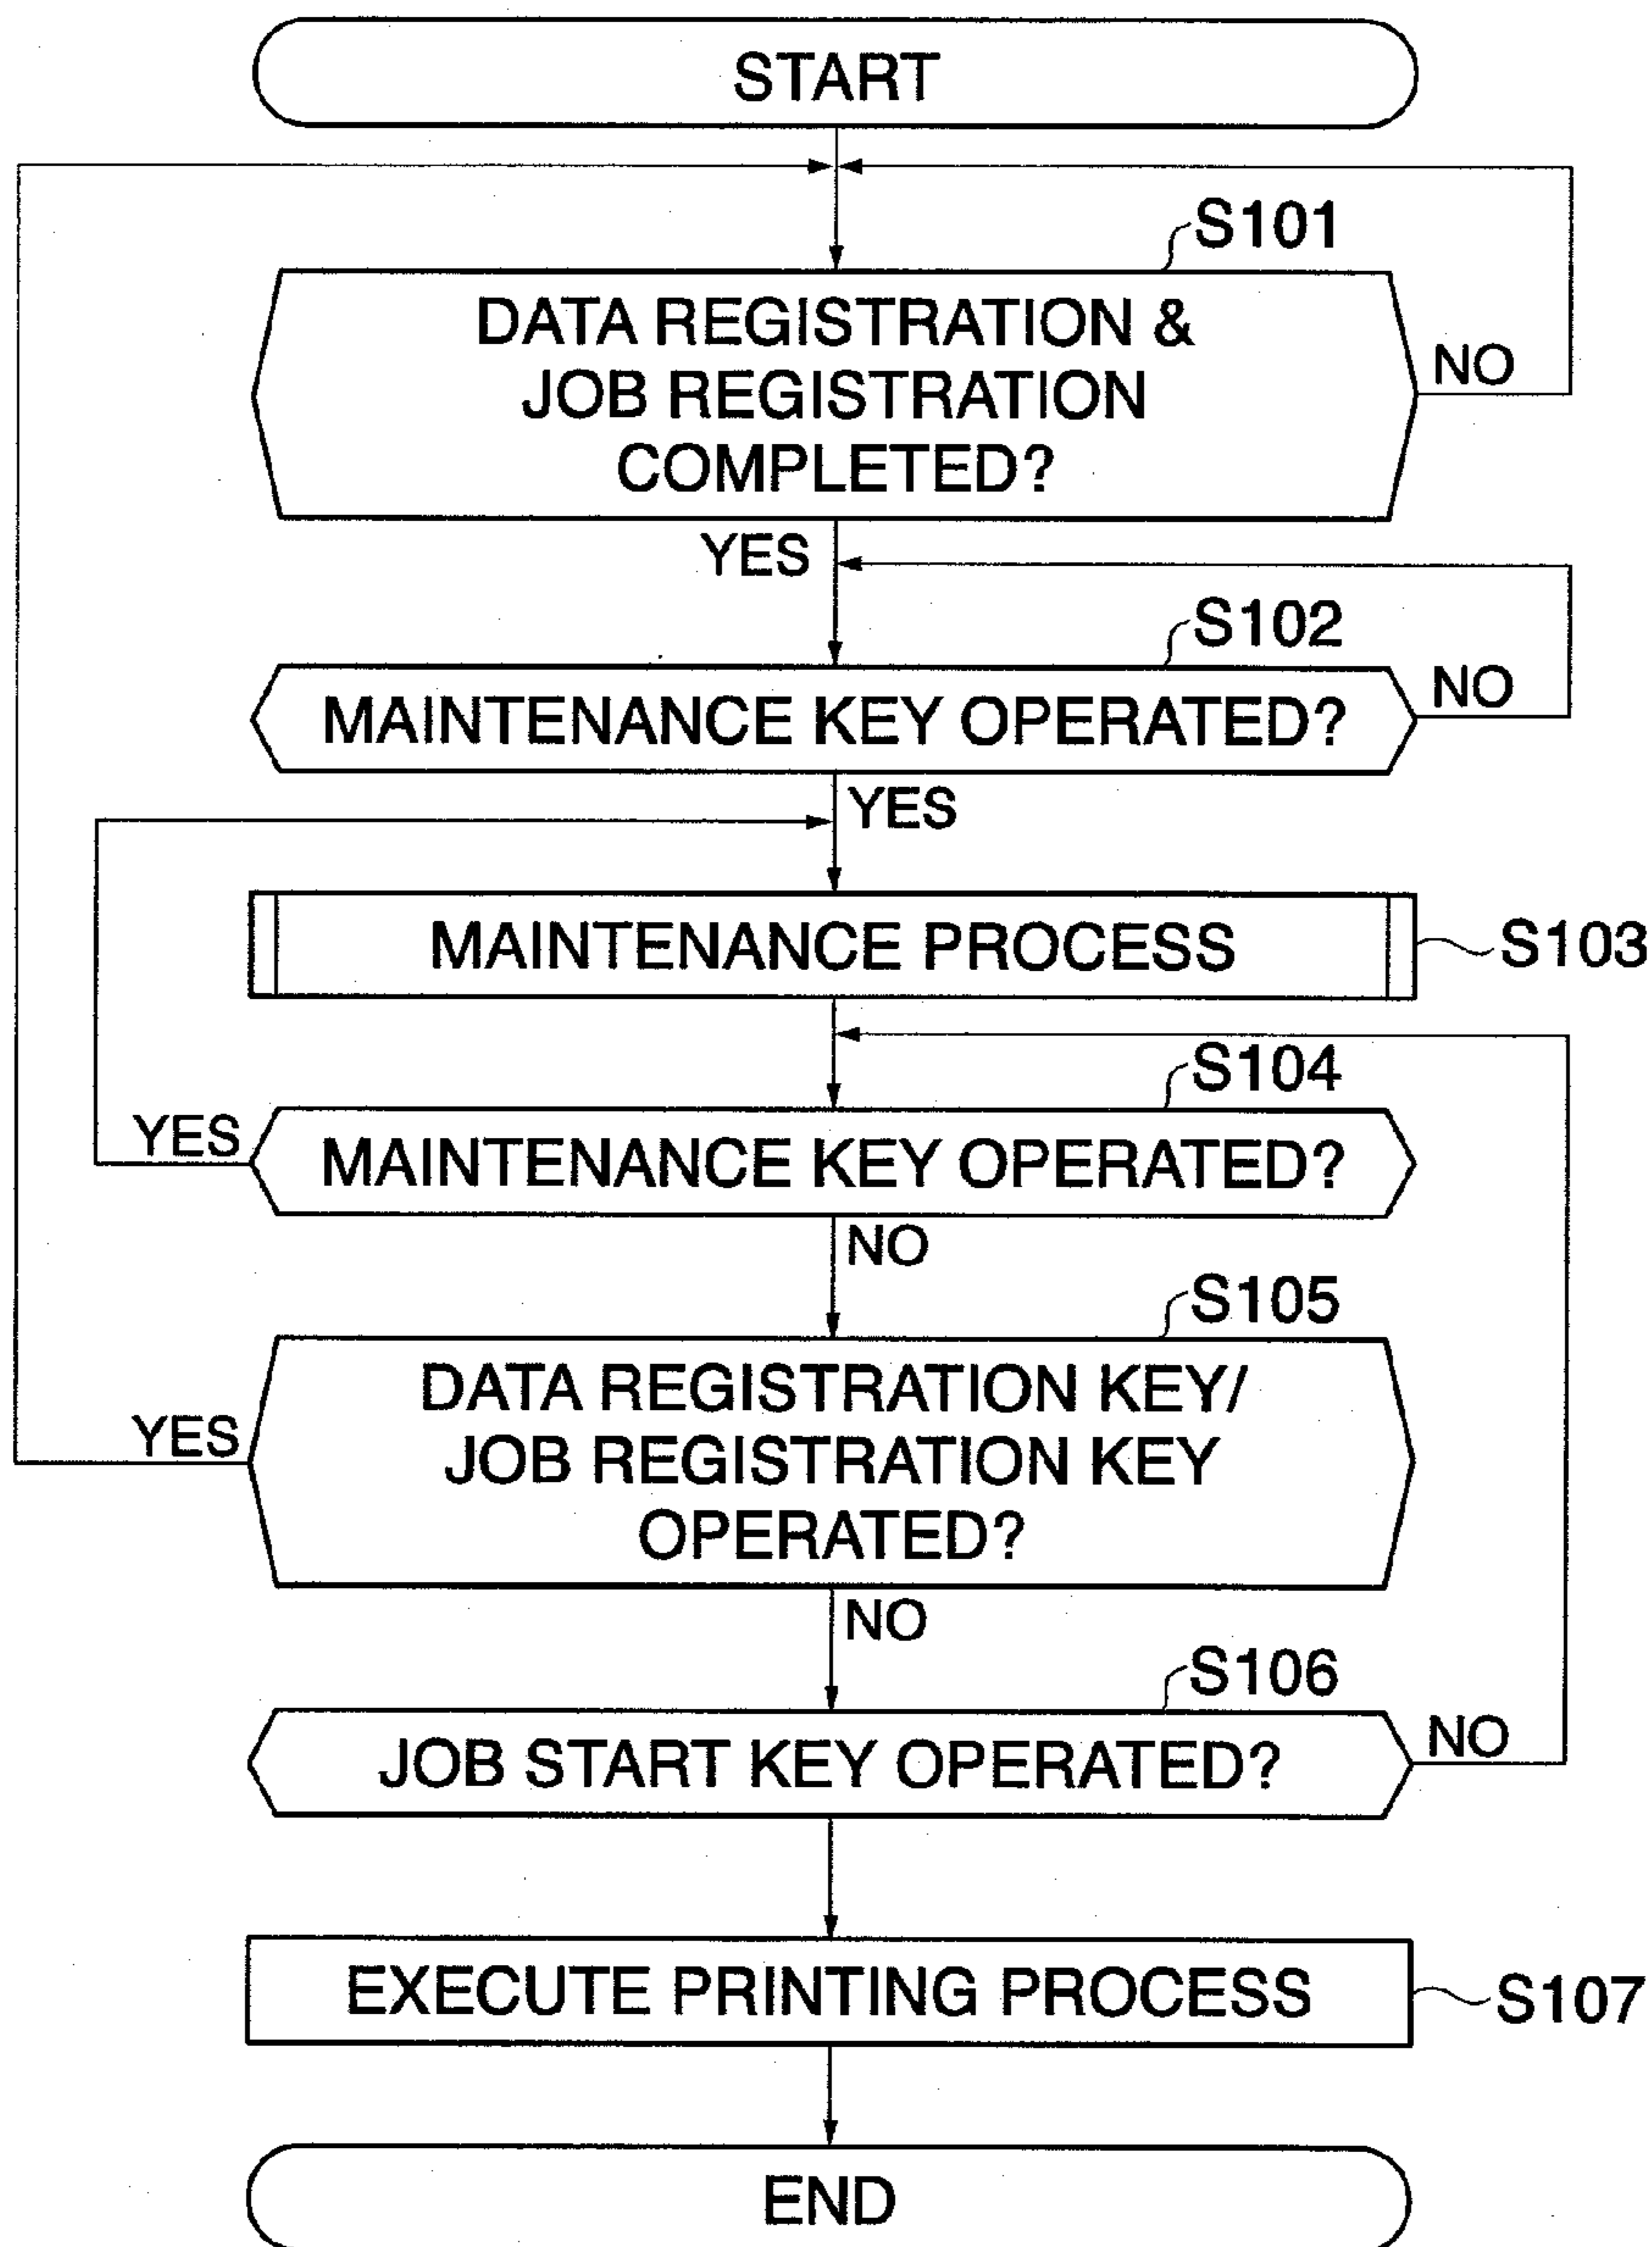 START
S101
DATA REGISTRATION &
JOB REGISTRATION
COMPLETED?
NO
YES
S102
MAINTENANCE KEY OPERATED?
NO
YES
MAINTENANCE PROCESS
S103
S104
MAINTENANCE KEY OPERATED?
YES
NO
S105
DATA REGISTRATION KEY/
JOB REGISTRATION KEY
OPERATED?
YES
NO
S106
JOB START KEY OPERATED?
NO
EXECUTE PRINTING PROCESS
S107
END